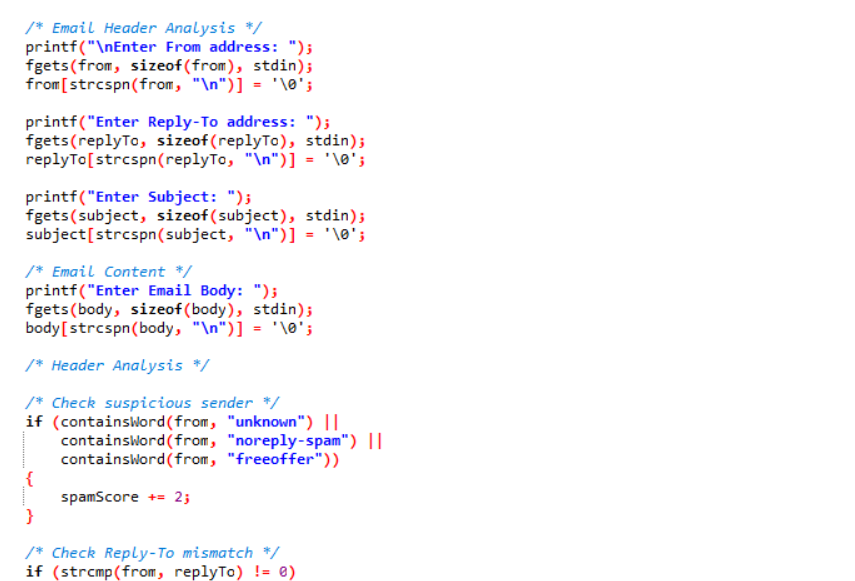 /* Email Header Analysis */
printf("\nEnter From address: ");
fgets(from, sizeof(from), stdin);
from[strcspn(from, "\n")] = '\0';

printf("Enter Reply-To address: ");
fgets(replyTo, sizeof(replyTo), stdin);
replyTo[strcspn(replyTo, "\n")] = '\0';

printf("Enter Subject: ");
fgets(subject, sizeof(subject), stdin);
subject[strcspn(subject, "\n")] = '\0';

/* Email Content */
printf("Enter Email Body: ");
fgets(body, sizeof(body), stdin);
body[strcspn(body, "\n")] = '\0';

/* Header Analysis */

/* Check suspicious sender */
if (containsWord(from, "unknown") ||
    containsWord(from, "noreply-spam") ||
    containsWord(from, "freeoffer"))
{
    spamScore += 2;
}

/* Check Reply-To mismatch */
if (strcmp(from, replyTo) != 0)